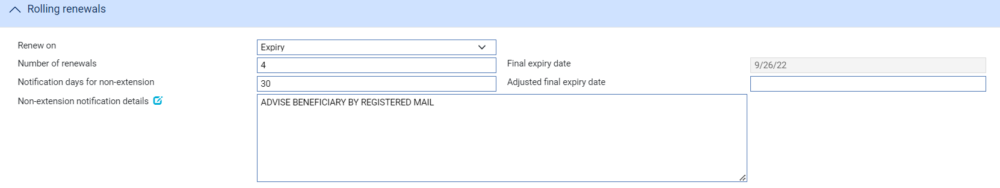 Rolling renewals
Renew on
Expiry
Number of renewals
4
Final expiry date
9/26/22
Notification days for non-extension
30
Adjusted final expiry date
Non-extension notification details
ADVISE BENEFICIARY BY REGISTERED MAIL